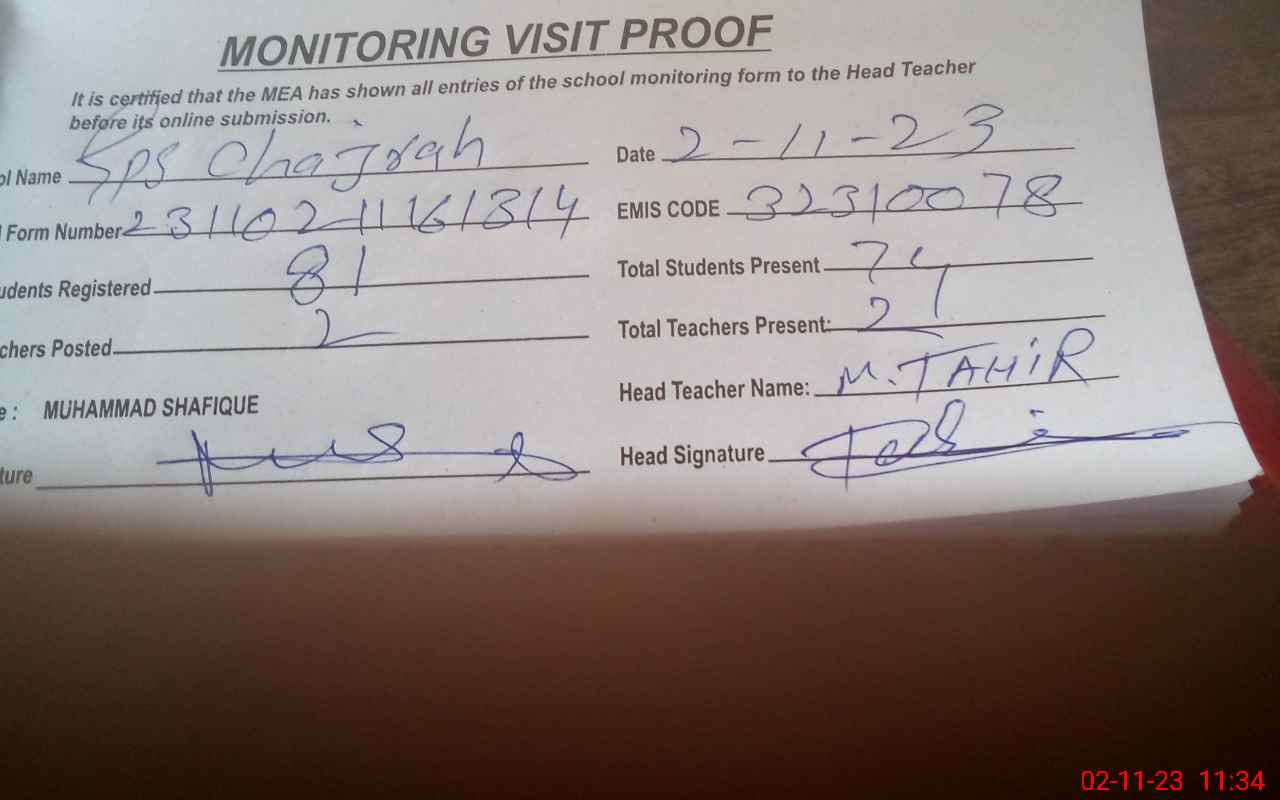 MONITORING VISIT PROOF
It is certified that the MEA has shown all entries of the school monitoring form to the Head Teacher
before its online submission.
ol Name Gps Chajrah Date 2-11-23
Form Number 23110211161314 EMIS CODE 32310078
udents Registered 81 Total Students Present 74
chers Posted 2 Total Teachers Present: 2
e : MUHAMMAD SHAFIQUE Head Teacher Name: M. TAHIR
ture Head Signature
02-11-23 11:34